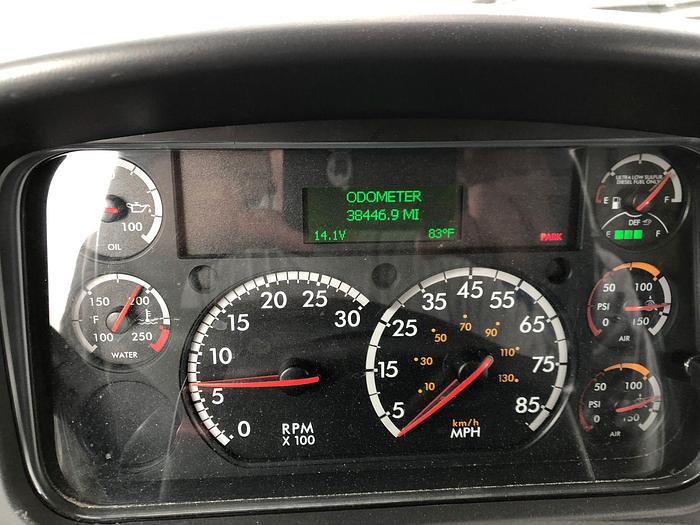 ODOMETER
38446.9 MI
14.1V 83°F
PARK
100
OIL
150 200
°F
100 250
WATER
0 5 10 15 20 25 30
RPM
X 100
5 15 25 35 45 55 65 75 85
10 30 50 70 90 110 130
km/h
MPH
ULTRA LOW SULFUR
DIESEL FUEL ONLY
E F
DEF
E F
50 100
PSI
0 150
AIR
50 100
PSI
0 150
AIR